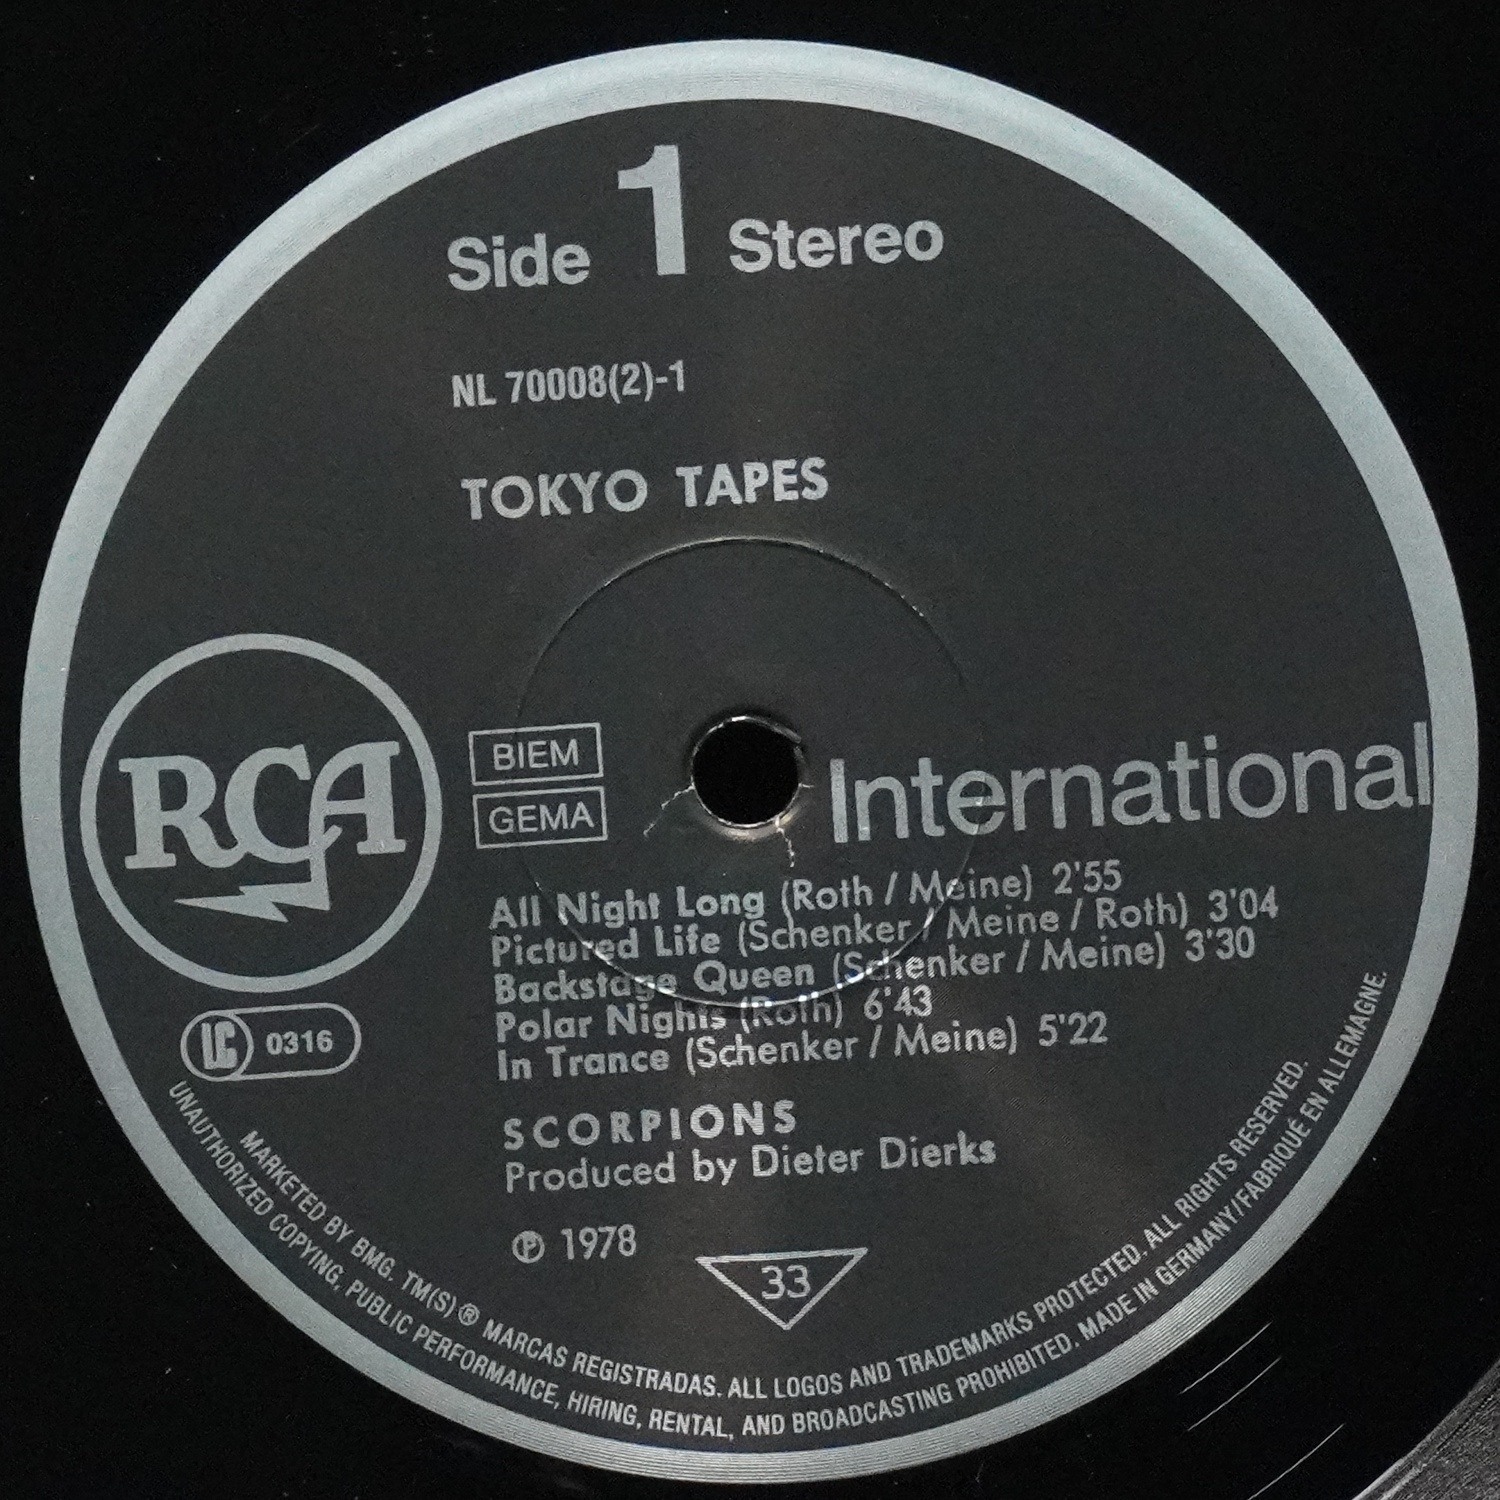 Side 1 Stereo
NL 70008(2)-1
TOKYO TAPES
RCA
BIEM
GEMA
International
All Night Long (Roth / Meine) 2'55
Pictured Life (Schenker / Meine / Roth) 3'04
Backstage Queen (Schenker / Meine) 3'30
Polar Nights (Roth) 6'43
In Trance (Schenker / Meine) 5'22
LC 0316
SCORPIONS
Produced by Dieter Dierks
℗ 1978
33
MARKETED BY BMG. TM(S) ® MARCAS REGISTRADAS. ALL LOGOS AND TRADEMARKS PROTECTED. ALL RIGHTS RESERVED.
UNAUTHORIZED COPYING, PUBLIC PERFORMANCE, HIRING, RENTAL, AND BROADCASTING PROHIBITED. MADE IN GERMANY/FABRIQUÉ EN ALLEMAGNE.